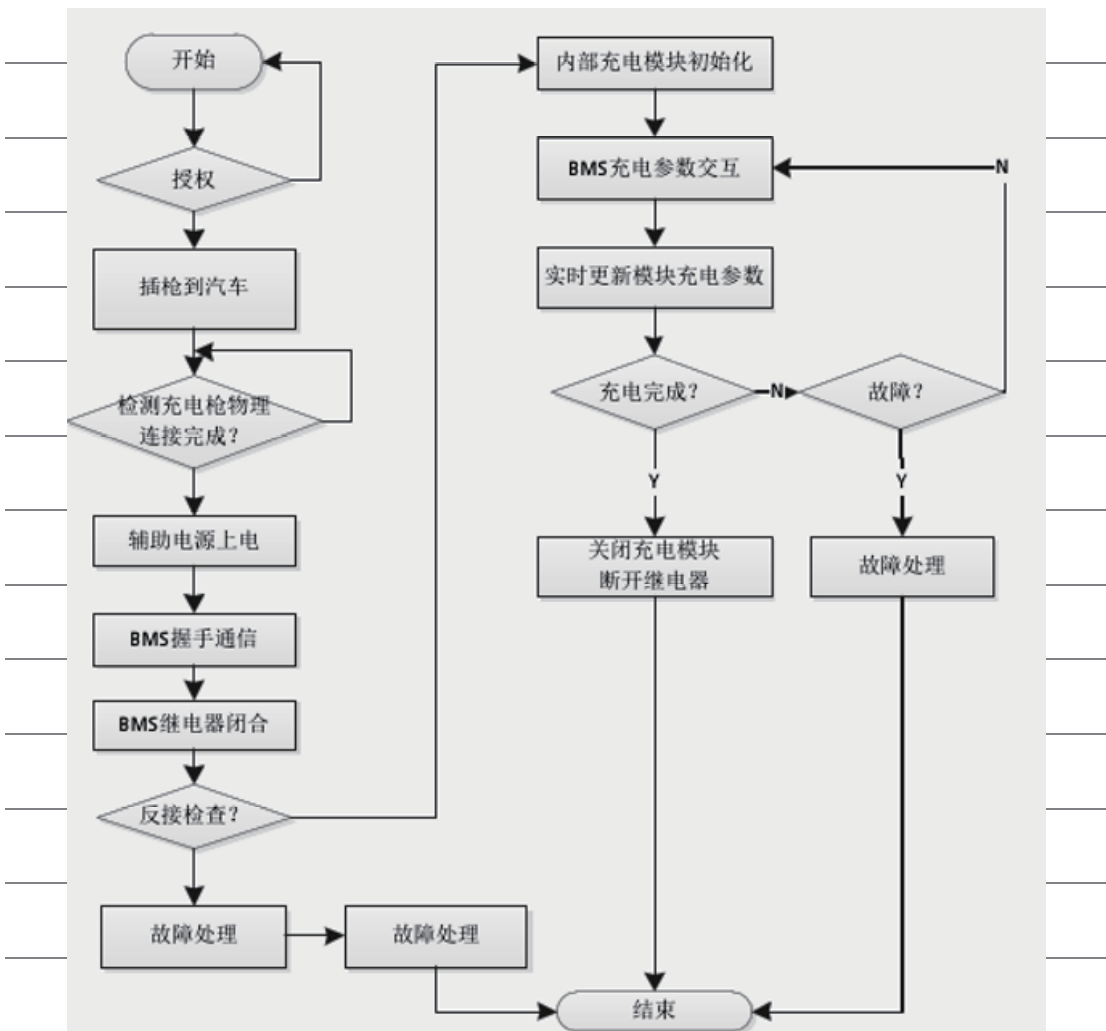 开始
授权
插枪到汽车
检测充电枪物理
连接完成?
辅助电源上电
BMS握手通信
BMS继电器闭合
反接检查?
故障处理
故障处理
内部充电模块初始化
BMS充电参数交互
N
实时更新模块充电参数
充电完成?
N
故障?
Y
Y
关闭充电模块
断开继电器
故障处理
结束